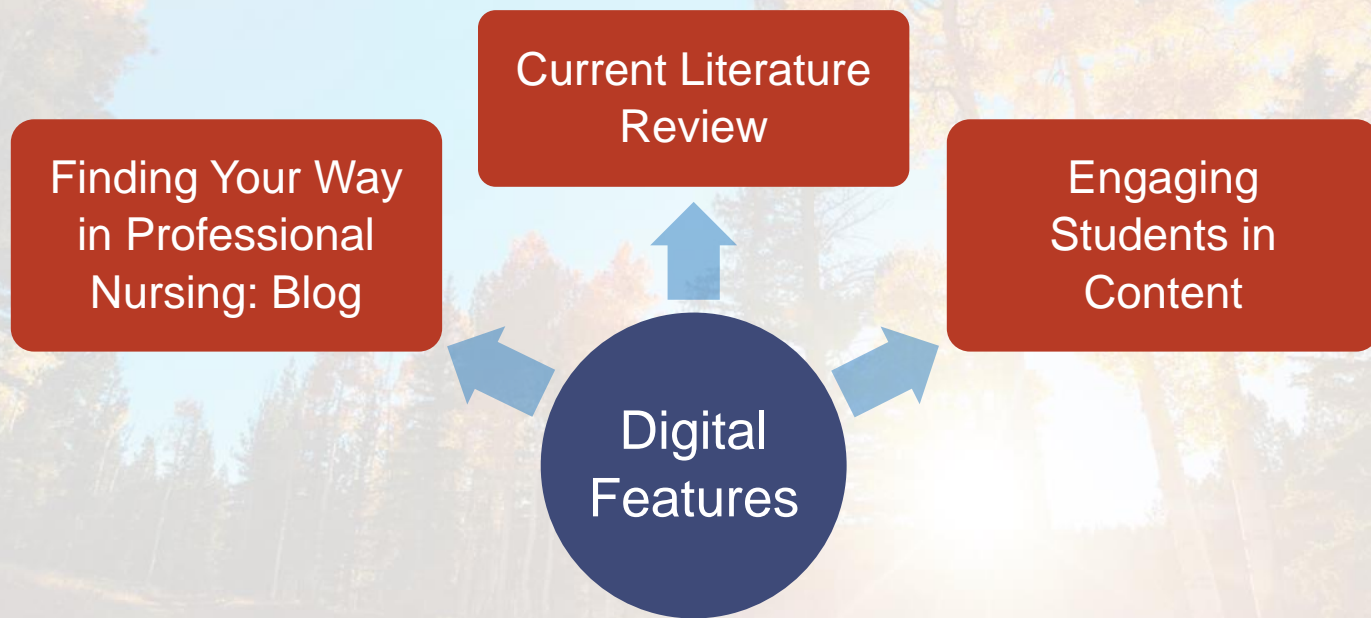 Current Literature
Review
Finding Your Way
in Professional
Nursing: Blog
Engaging
Students in
Content
Digital
Features